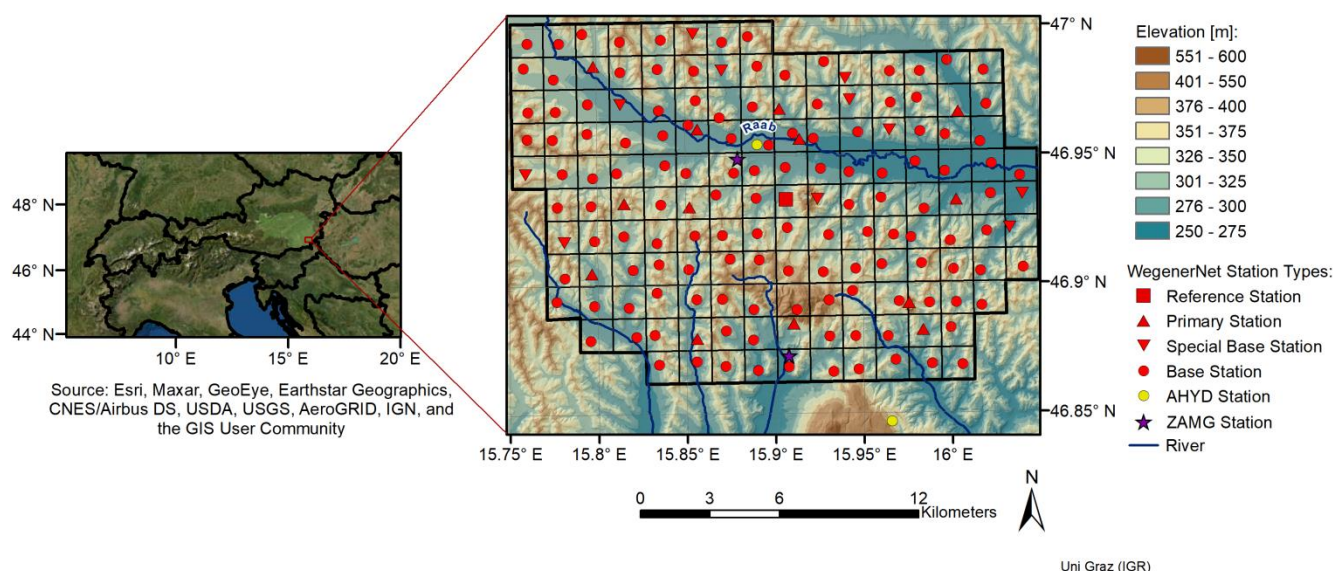 48° N
46° N
44° N
10° E
15° E
20° E
Source: Esri, Maxar, GeoEye, Earthstar Geographics,
CNES/Airbus DS, USDA, USGS, AeroGRID, IGN, and
the GIS User Community
Raab
47° N
46.95° N
46.9° N
46.85° N
15.75° E
15.8° E
15.85° E
15.9° E
15.95° E
16° E
0
3
6
12
Kilometers
N
Elevation [m]:
551 - 600
401 - 550
376 - 400
351 - 375
326 - 350
301 - 325
276 - 300
250 - 275
WegenerNet Station Types:
Reference Station
Primary Station
Special Base Station
Base Station
AHYD Station
ZAMG Station
River
Uni Graz (IGR)